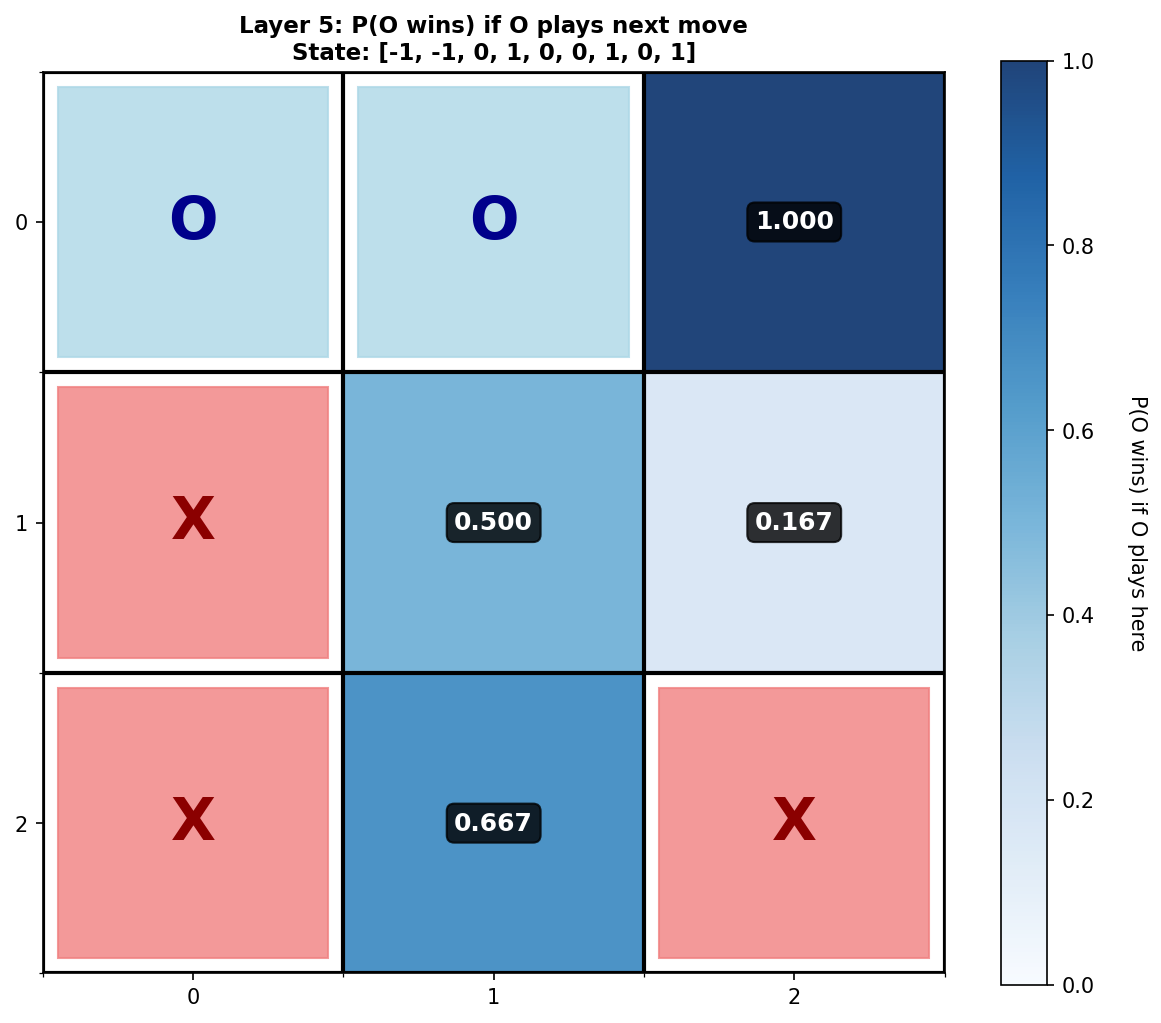 Layer 5: P(O wins) if O plays next move
State: [-1, -1, 0, 1, 0, 0, 1, 0, 1]
O O 1.000
X 0.500 0.167
X 0.667 X
0
1
2
0 1 2
1.0
0.8
0.6
0.4
0.2
0.0
P(O wins) if O plays here